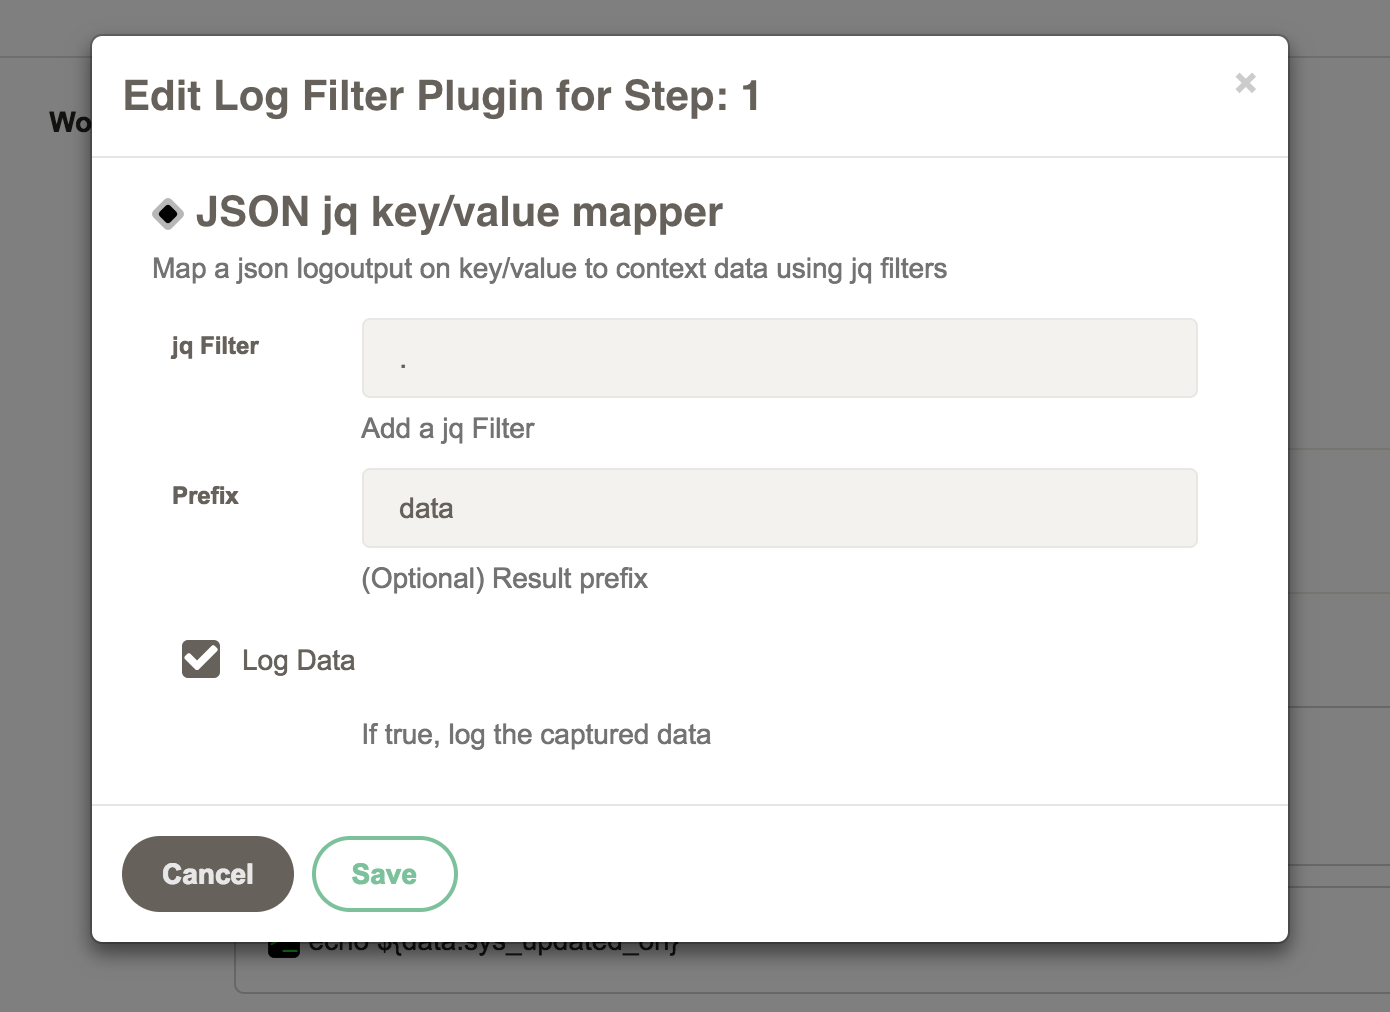 Edit Log Filter Plugin for Step: 1
×
Wo
JSON jq key/value mapper
Map a json logoutput on key/value to context data using jq filters
jq Filter
.
Add a jq Filter
Prefix
data
(Optional) Result prefix
Log Data
If true, log the captured data
Cancel
Save
echo ${data.sys_updated_on}